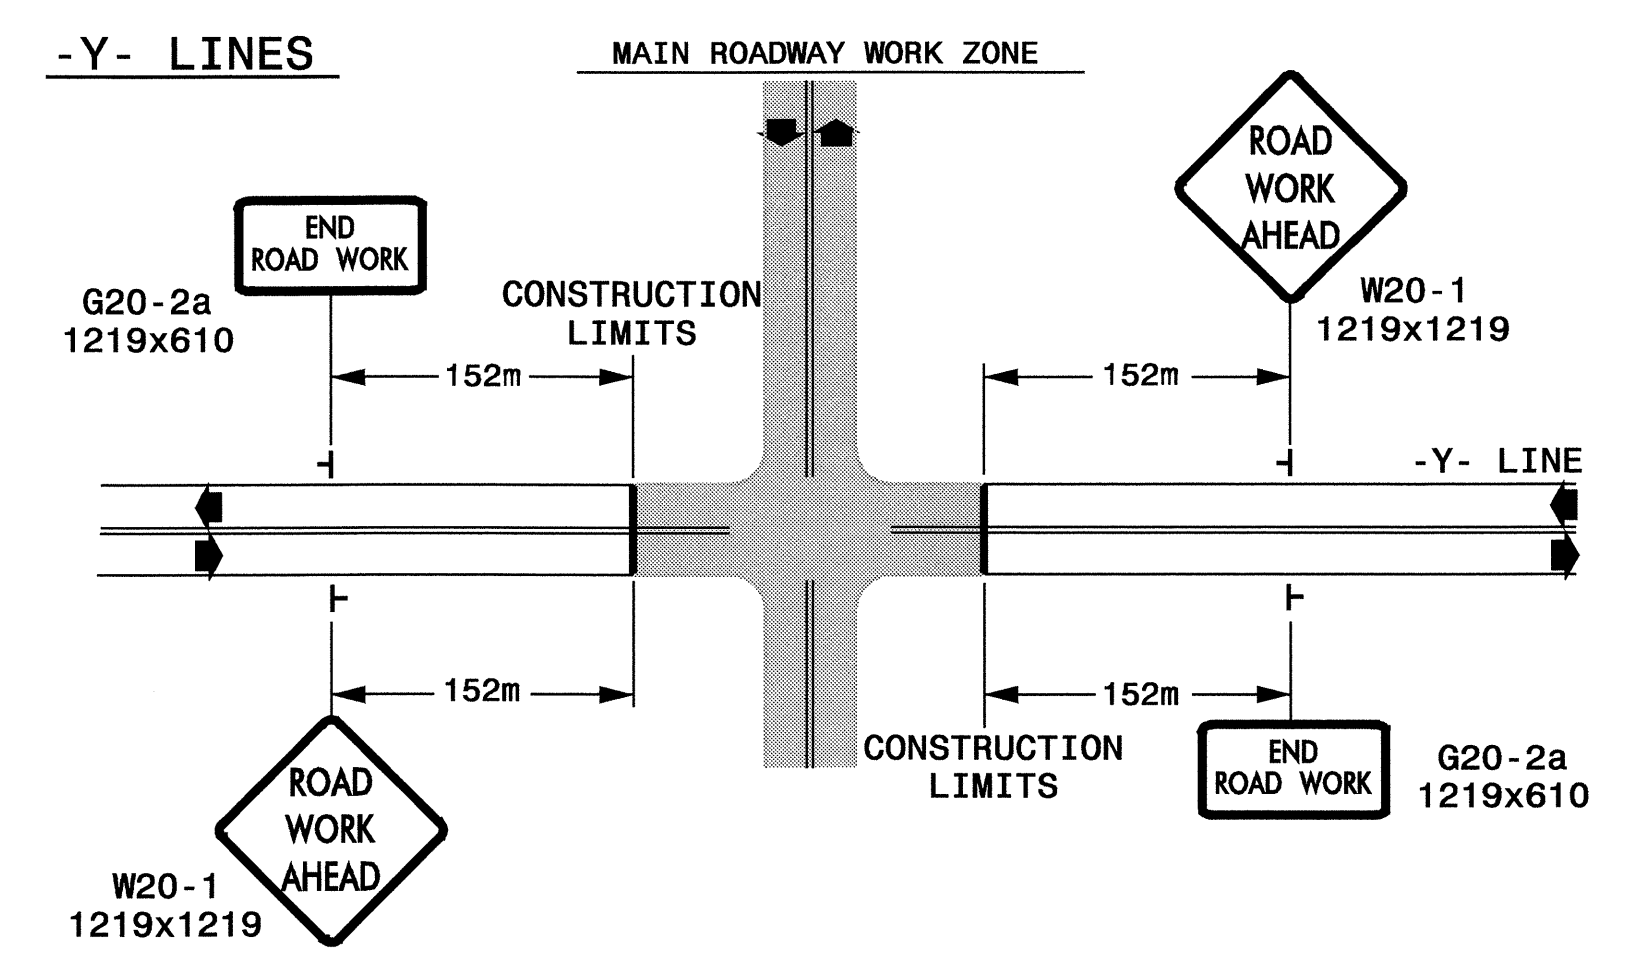 -Y- LINES
MAIN ROADWAY WORK ZONE
ROAD
WORK
AHEAD
END
ROAD WORK
G20-2a
1219x610
CONSTRUCTION
LIMITS
W20-1
1219x1219
152m
152m
-Y- LINE
152m
152m
CONSTRUCTION
LIMITS
ROAD
WORK
AHEAD
END
ROAD WORK
G20-2a
1219x610
W20-1
1219x1219